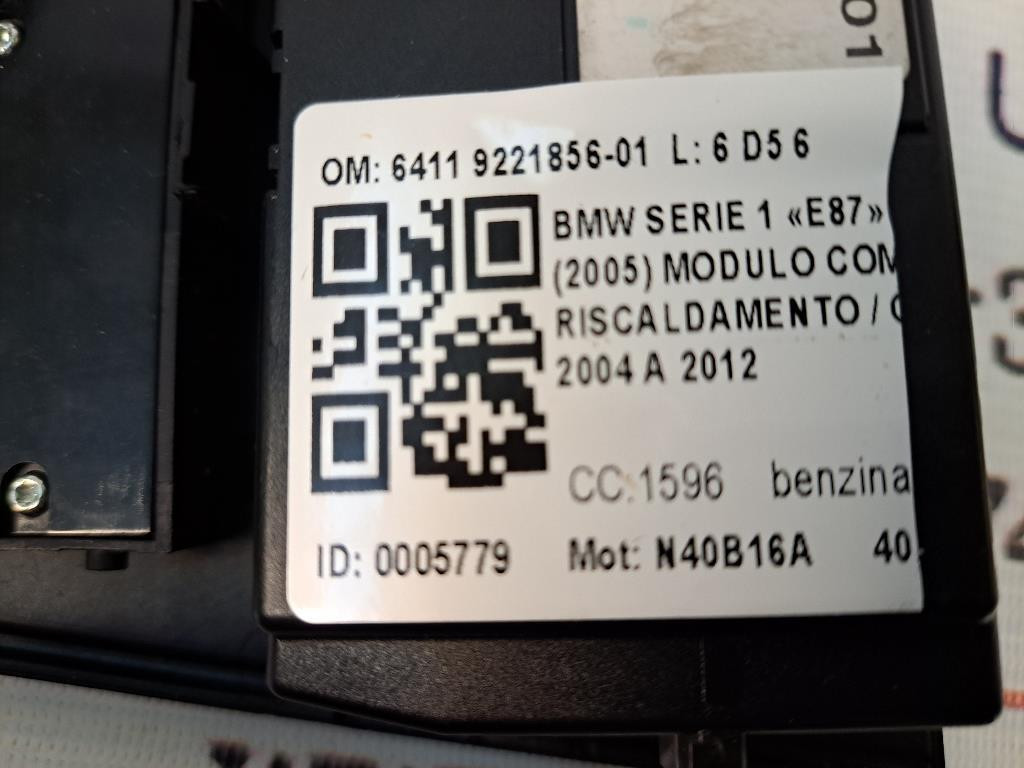 01
OM: 6411 9221856-01 L: 6 D5 6
BMW SERIE 1 «E87»
(2005) MODULO COM
RISCALDAMENTO /
2004 A 2012
CC:1596 benzina
ID: 0005779 Mot: N40B16A 40